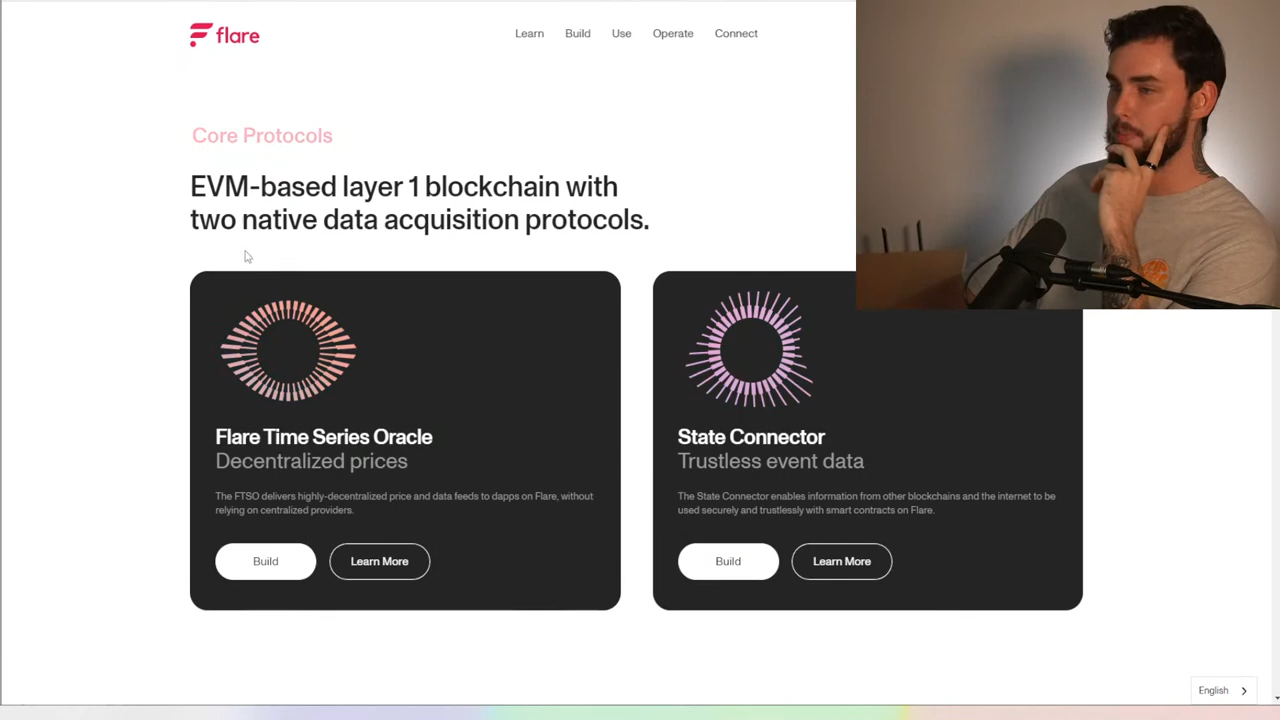 flare
Learn Build Use Operate Connect
Core Protocols
EVM-based layer 1 blockchain with
two native data acquisition protocols.
Flare Time Series Oracle
Decentralized prices
The FTSO delivers highly-decentralized price and data feeds to dapps on Flare, without
relying on centralized providers.
Build Learn More
State Connector
Trustless event data
The State Connector enables information from other blockchains and the internet to be
used securely and trustlessly with smart contracts on Flare.
Build Learn More
English